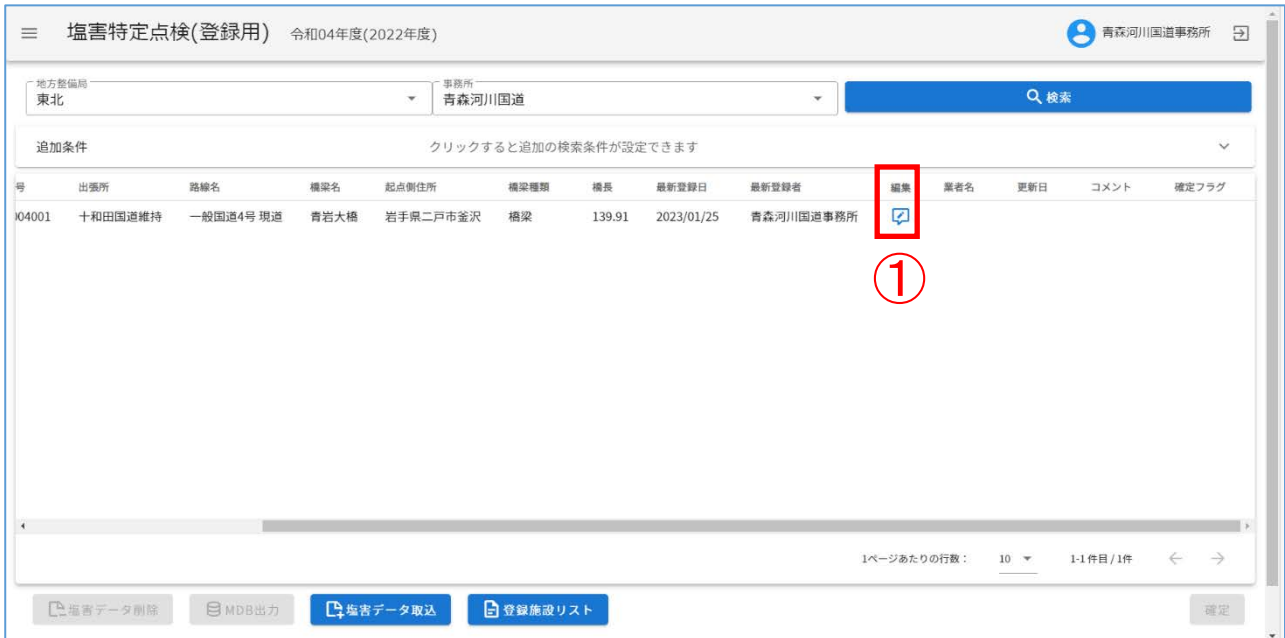 塩害特定点検(登録用) 令和04年度(2022年度) 青森河川国道事務所
地方整備局 事務所
東北 青森河川国道 検索
追加条件 クリックすると追加の検索条件が設定できます
号 出張所 路線名 橋梁名 起点側住所 橋梁種類 橋長 最新登録日 最新登録者 編集 業者名 更新日 コメント 確定フラグ
04001 十和田国道維持 一般国道4号 現道 青岩大橋 岩手県二戸市釜沢 橋梁 139.91 2023/01/25 青森河川国道事務所
①
1ページあたりの行数： 10 1-1 件目 / 1件
塩害データ削除 MDB出力 塩害データ取込 登録施設リスト 確定